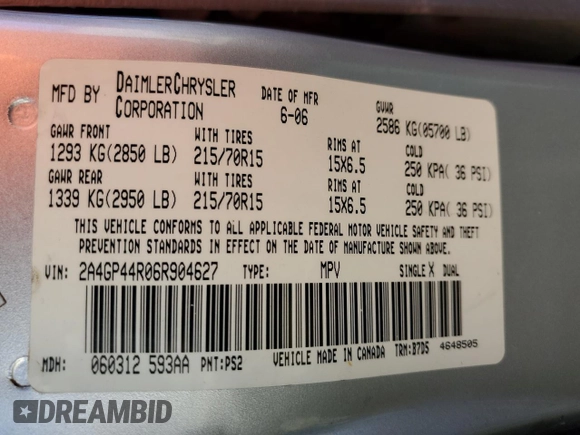 MFD BY DAIMLERCHRYSLER CORPORATION
DATE OF MFR 6-06
GVWR 2586 KG(05700 LB)
GAWR FRONT WITH TIRES RIMS AT COLD
1293 KG(2850 LB) 215/70R15 15X6.5 250 KPA( 36 PSI)
GAWR REAR WITH TIRES RIMS AT COLD
1339 KG(2950 LB) 215/70R15 15X6.5 250 KPA( 36 PSI)
THIS VEHICLE CONFORMS TO ALL APPLICABLE FEDERAL MOTOR VEHICLE SAFETY AND THEFT
PREVENTION STANDARDS IN EFFECT ON THE DATE OF MANUFACTURE SHOWN ABOVE.
VIN: 2A4GP44R06R904627 TYPE: MPV SINGLE X DUAL
MDH: 060312 593AA PNT:PS2 VEHICLE MADE IN CANADA TRM:B7D5 4648505
DREAMBID